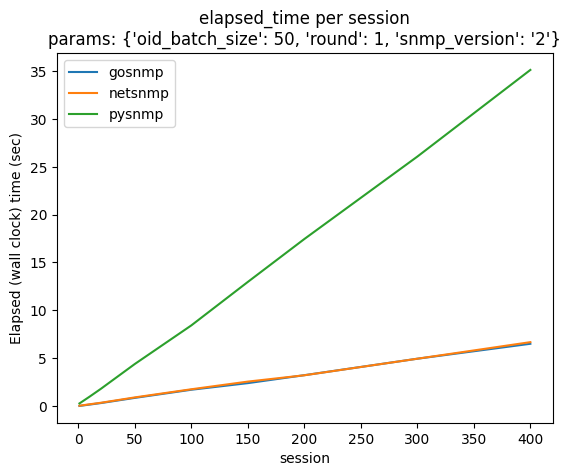 elapsed_time per session
params: {'oid_batch_size': 50, 'round': 1, 'snmp_version': '2'}
gosnmp
netsnmp
pysnmp
Elapsed (wall clock) time (sec)
35
30
25
20
15
10
5
0
0 50 100 150 200 250 300 350 400
session